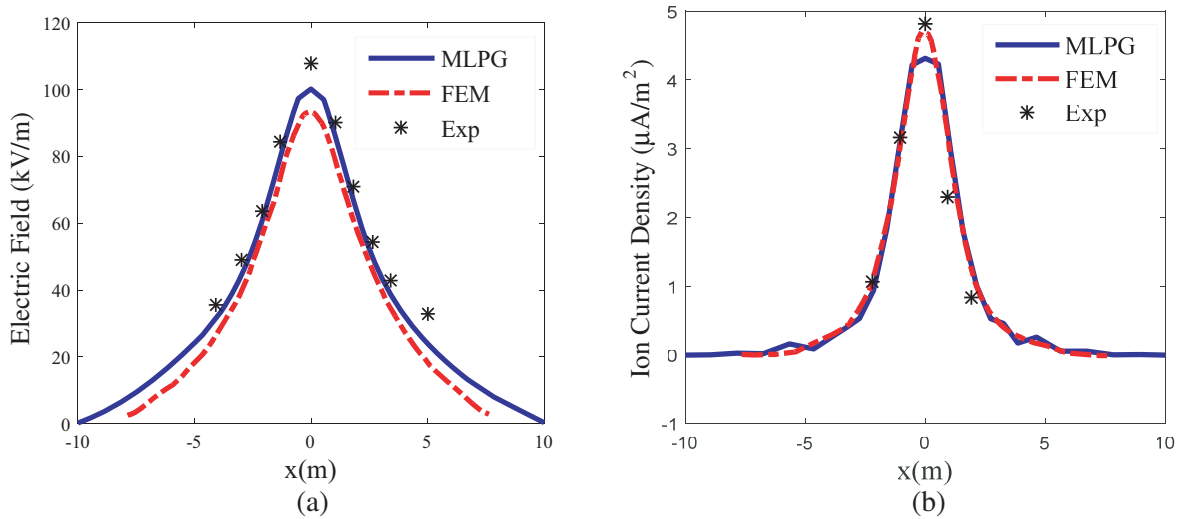 120
100
80
60
40
20
0
-10
-5
0
5
10
Electric Field (kV/m)
x(m)
MLPG
FEM
Exp
(a)
5
4
3
2
1
0
-1
-10
-5
0
5
10
Ion Current Density (μA/m²)
x(m)
MLPG
FEM
Exp
(b)